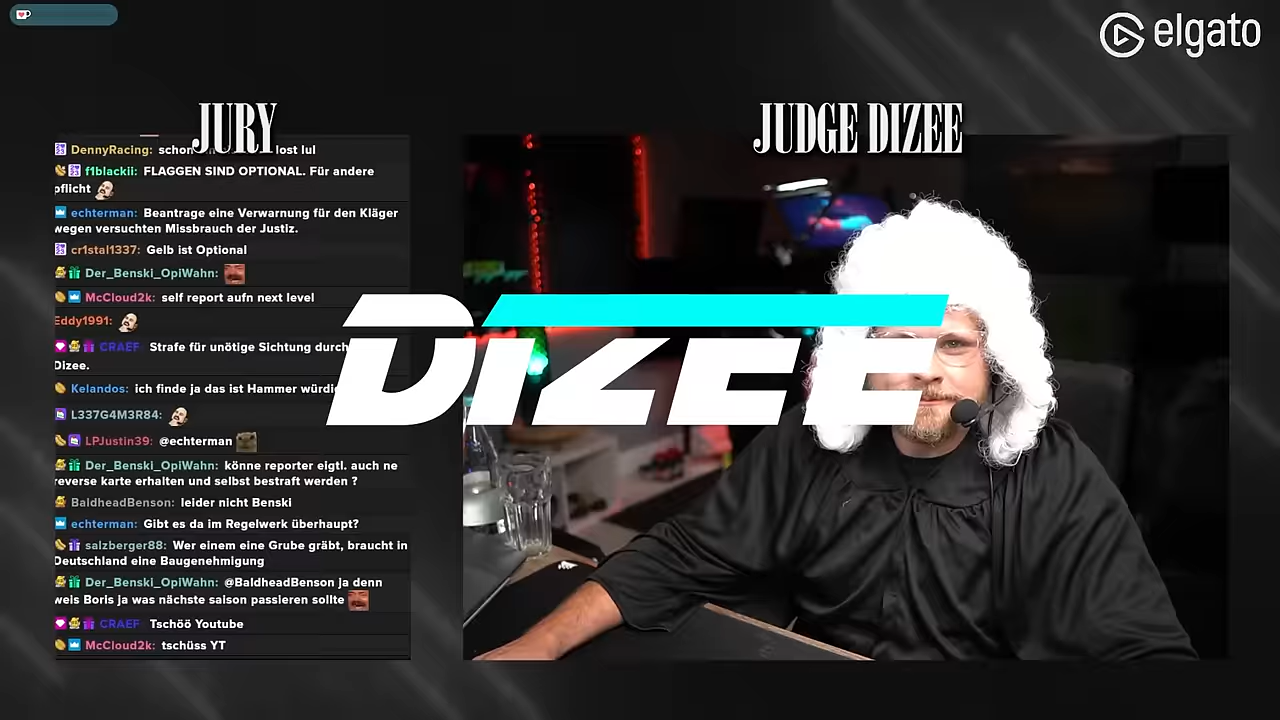 elgato
JURY
JUDGE DIZEE
DennyRacing: schon lost lul
f1blackii: FLAGGEN SIND OPTIONAL. Für andere
pflicht
echterman: Beantrage eine Verwarnung für den Kläger
wegen versuchten Missbrauch der Justiz.
cr1stal1337: Gelb ist Optional
Der_Benski_OpiWahn:
McCloud2k: self report aufn next level
Eddy1991:
CRAEF: Strafe für unötige Sichtung durch
Dizee.
Kelandos: ich finde ja das ist Hammer
L337G4M3R84:
LPJustin39: @echterman
Der_Benski_OpiWahn: könne reporter eigtl. auch ne
reverse karte erhalten und selbst bestraft werden ?
BaldheadBenson: leider nicht Benski
echterman: Gibt es da im Regelwerk überhaupt?
salzberger88: Wer einem eine Grube gräbt, braucht in
Deutschland eine Baugenehmigung
Der_Benski_OpiWahn: @BaldheadBenson ja denn
weis Boris ja was nächste saison passieren sollte
CRAEF: Tschöö Youtube
McCloud2k: tschüss YT
DIZEE